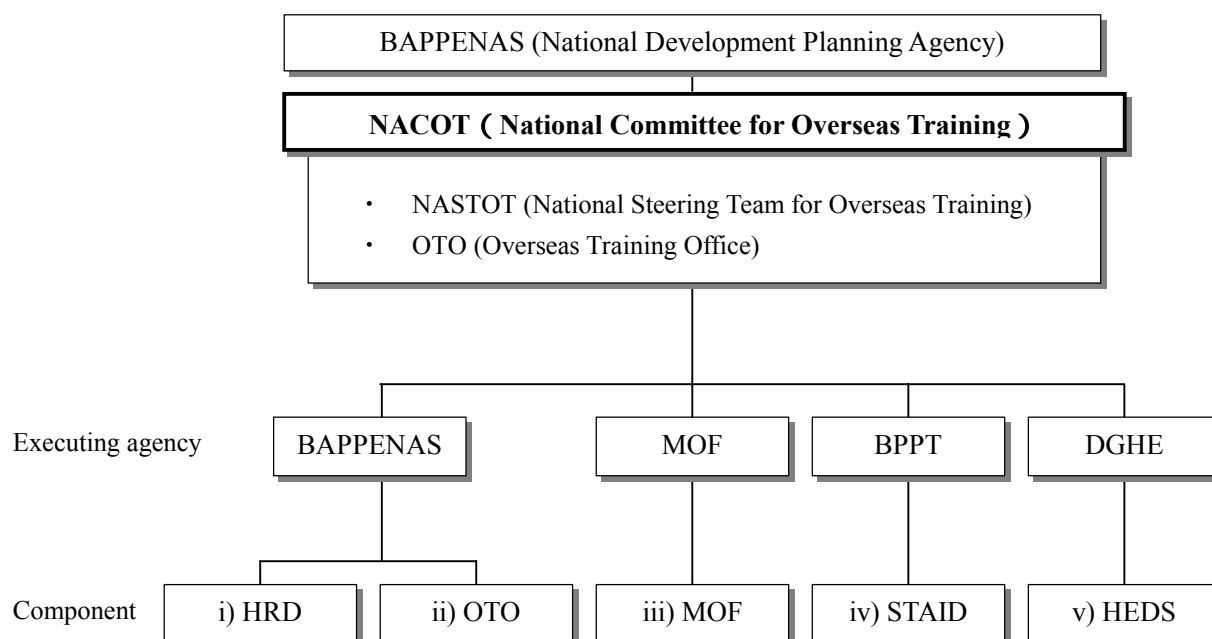 BAPPENAS (National Development Planning Agency)
NACOT ( National Committee for Overseas Training )
・ NASTOT (National Steering Team for Overseas Training)
・ OTO (Overseas Training Office)
Executing agency BAPPENAS MOF BPPT DGHE
Component i) HRD ii) OTO iii) MOF iv) STAID v) HEDS